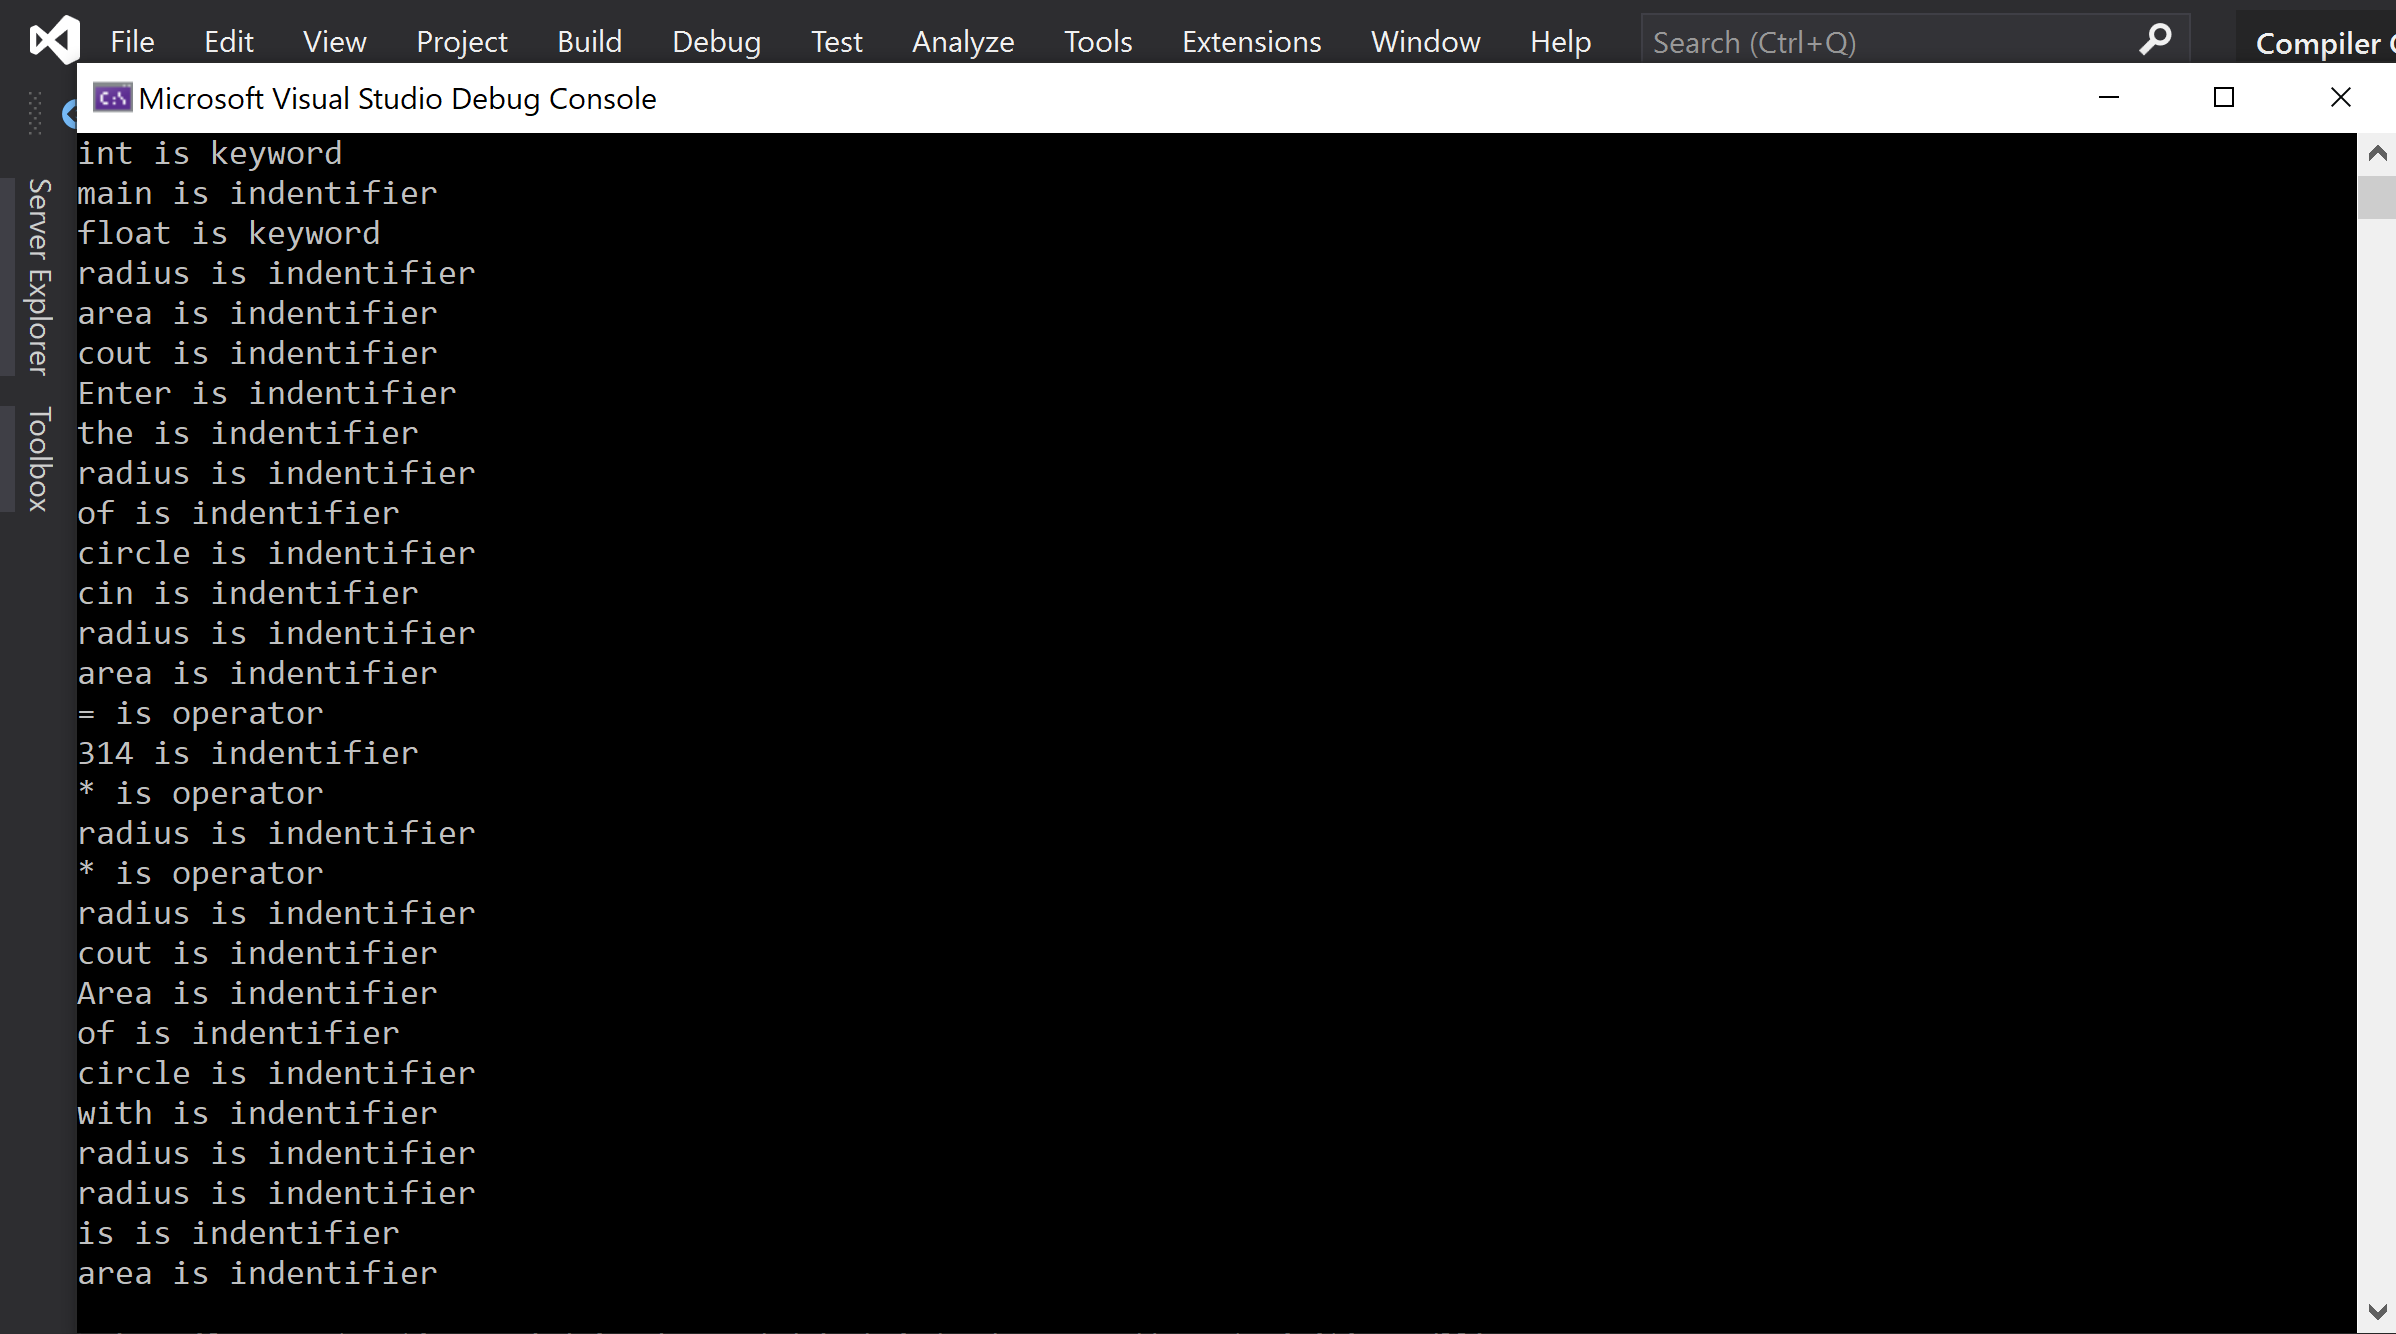 File Edit View Project Build Debug Test Analyze Tools Extensions Window Help Search (Ctrl+Q) Compiler
C:\ Microsoft Visual Studio Debug Console
Server Explorer
Toolbox
int is keyword
main is indentifier
float is keyword
radius is indentifier
area is indentifier
cout is indentifier
Enter is indentifier
the is indentifier
radius is indentifier
of is indentifier
circle is indentifier
cin is indentifier
radius is indentifier
area is indentifier
= is operator
314 is indentifier
* is operator
radius is indentifier
* is operator
radius is indentifier
cout is indentifier
Area is indentifier
of is indentifier
circle is indentifier
with is indentifier
radius is indentifier
radius is indentifier
is is indentifier
area is indentifier